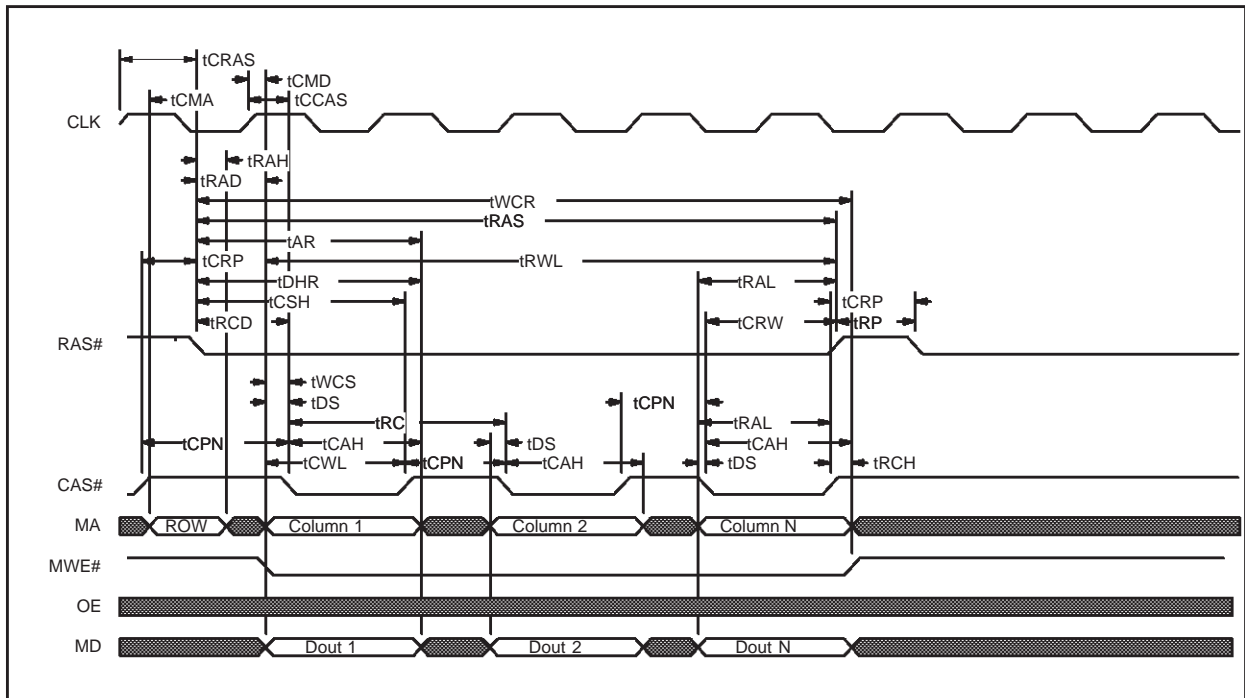 tCRAS
tCMD
tCMA
tCCAS
CLK
tRAH
tRAD
tWCR
tRAS
tAR
tCRP
tRWL
tDHR
tRAL
tCSH
tCRP
tRCD
tCRW
tRP
RAS#
tWCS
tDS
tCPN
tRC
tRAL
tCPN
tCAH
tDS
tCAH
tCWL
tCPN
tCAH
tDS
tRCH
CAS#
MA
ROW
Column 1
Column 2
Column N
MWE#
OE
MD
Dout 1
Dout 2
Dout N